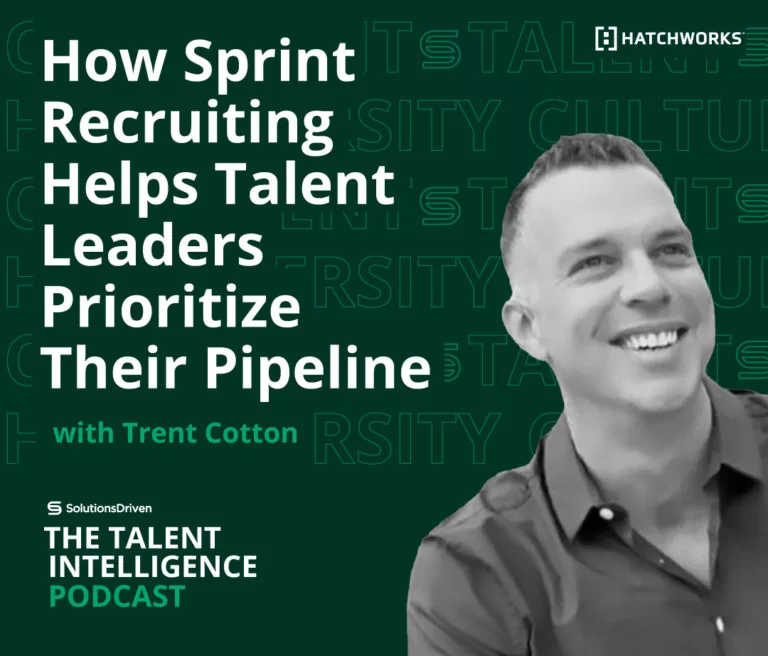 HATCHWORKS
How Sprint
Recruiting
Helps Talent
Leaders
Prioritize
Their Pipeline
with Trent Cotton
SolutionsDriven
THE TALENT
INTELLIGENCE
PODCAST